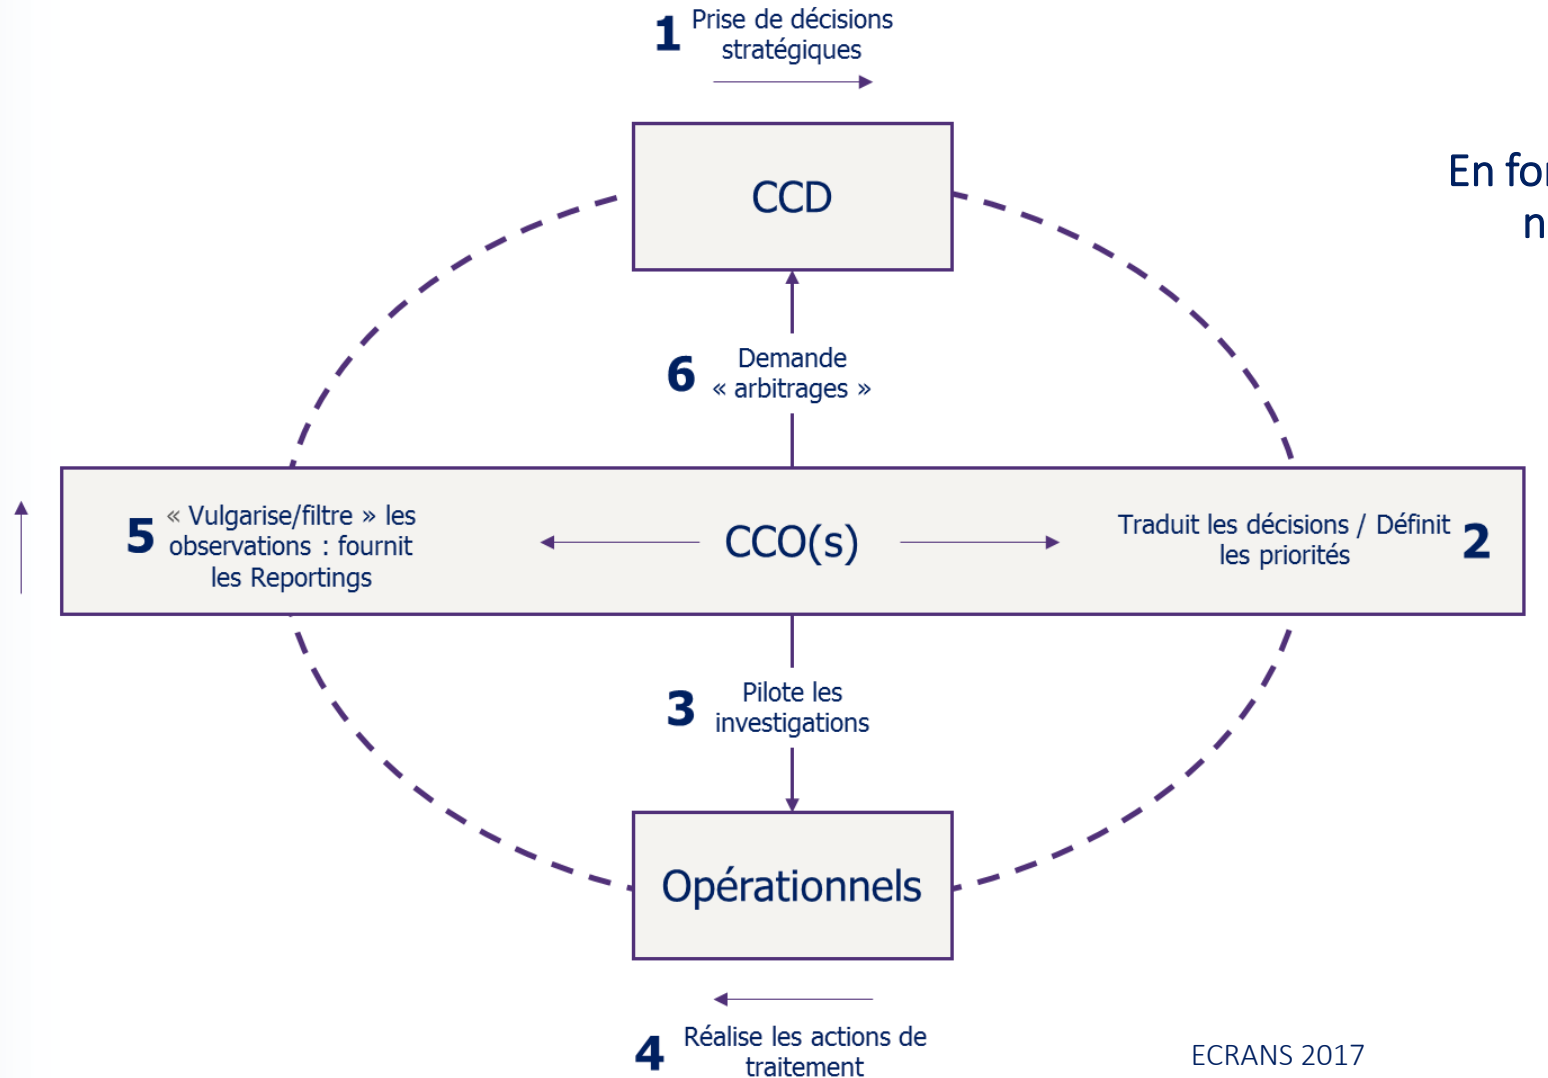 1 Prise de décisions
stratégiques
CCD
En
6 Demande
« arbitrages »
5 « Vulgarise/filtre » les
observations : fournit
les Reportings
CCO(s)
Traduit les décisions / Définit
les priorités 2
3 Pilote les
investigations
Opérationnels
4 Réalise les actions de
traitement
ECRANS 2017